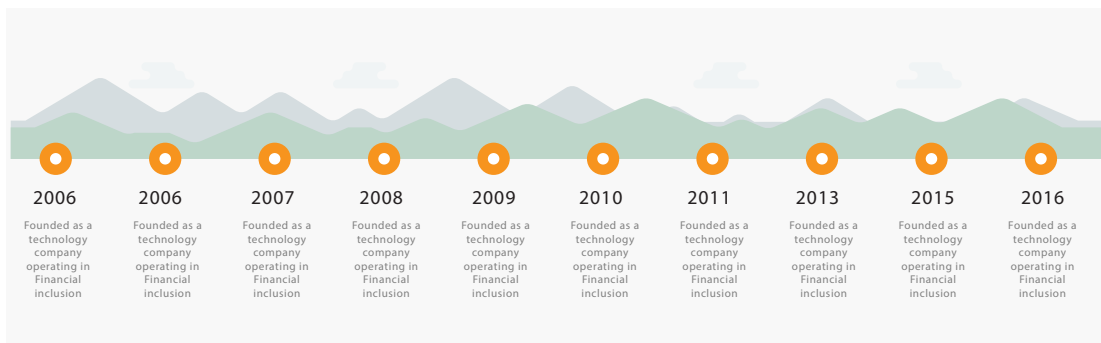 2006 2006 2007 2008 2009 2010 2011 2013 2015 2016
Founded as a Founded as a Founded as a Founded as a Founded as a Founded as a Founded as a Founded as a Founded as a Founded as a
technology technology technology technology technology technology technology technology technology technology
company company company company company company company company company company
operating in operating in operating in operating in operating in operating in operating in operating in operating in operating in
Financial Financial Financial Financial Financial Financial Financial Financial Financial Financial
inclusion inclusion inclusion inclusion inclusion inclusion inclusion inclusion inclusion inclusion